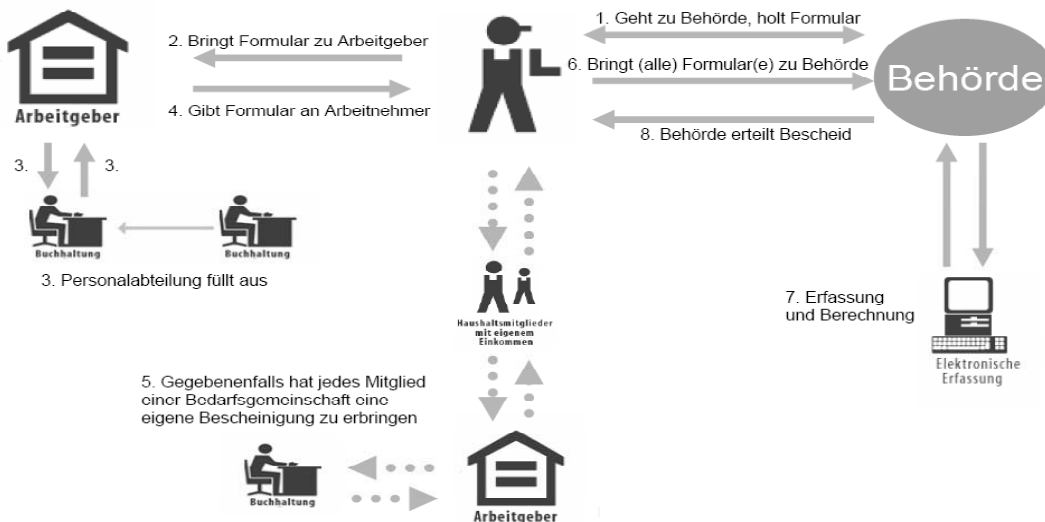 1. Geht zu Behörde, holt Formular
2. Bringt Formular zu Arbeitgeber
6. Bringt (alle) Formular(e) zu Behörde
Behörde
4. Gibt Formular an Arbeitnehmer
Arbeitgeber
8. Behörde erteilt Bescheid
3.
3.
Buchhaltung
Buchhaltung
3. Personalabteilung füllt aus
7. Erfassung
und Berechnung
Haushaltsmitglieder
mit eigenem
Einkommen
Elektronische
Erfassung
5. Gegebenenfalls hat jedes Mitglied
einer Bedarfsgemeinschaft eine
eigene Bescheinigung zu erbringen
Buchhaltung
Arbeitgeber